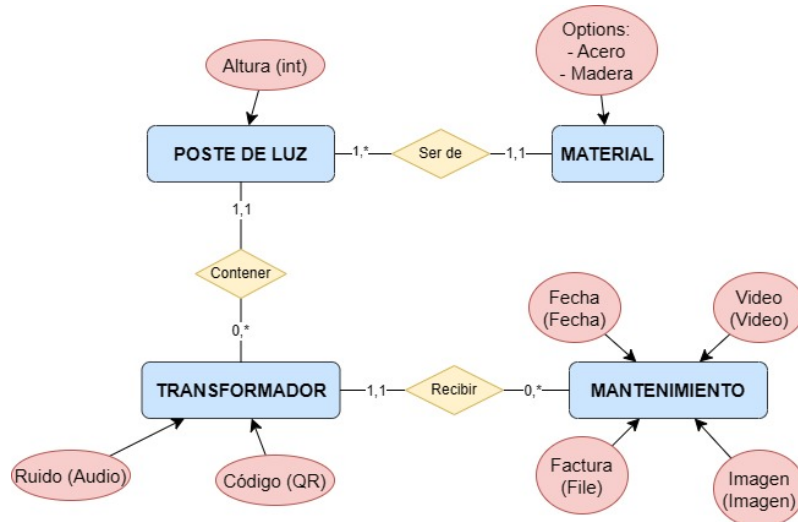 Options:
- Acero
- Madera
Altura (int)
POSTE DE LUZ
1,*
Ser de
1,1
MATERIAL
1,1
Contener
0,*
Fecha
(Fecha)
Video
(Video)
TRANSFORMADOR
1,1
Recibir
0,*
MANTENIMIENTO
Ruido (Audio)
Código (QR)
Factura
(File)
Imagen
(Imagen)